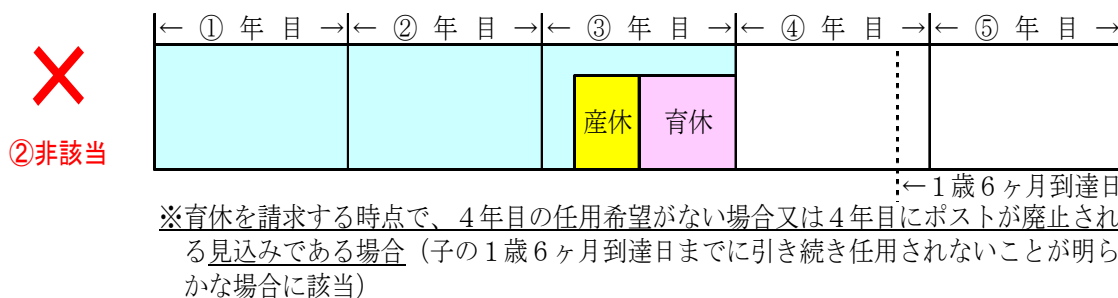 ← ① 年 目 →← ② 年 目 →← ③ 年 目 →← ④ 年 目 →← ⑤ 年 目 →
×
②非該当
産休 育休
←１歳６ヶ月到達日
※育休を請求する時点で、４年目の任用希望がない場合又は４年目にポストが廃止され
る見込みである場合（子の１歳６ヶ月到達日までに引き続き任用されないことが明ら
かな場合に該当）